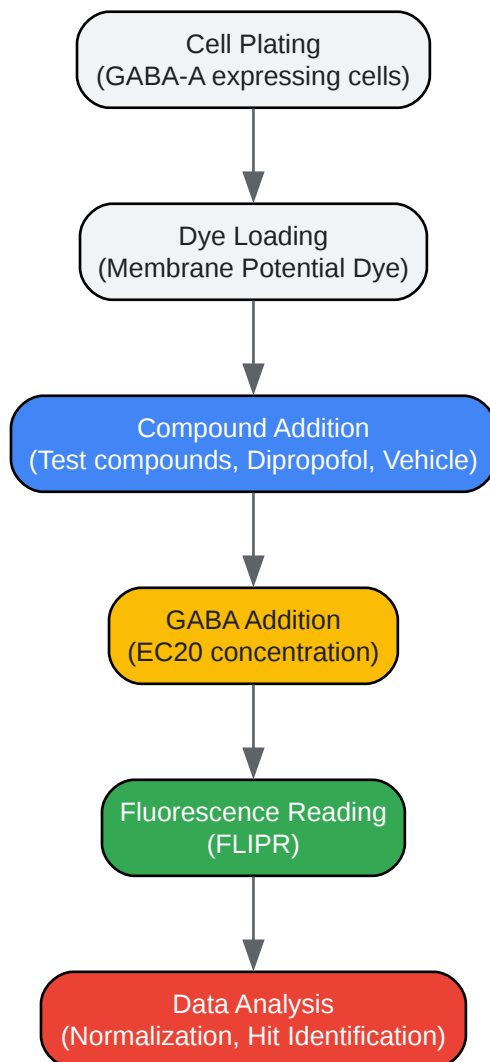 Cell Plating
(GABA-A expressing cells)
Dye Loading
(Membrane Potential Dye)
Compound Addition
(Test compounds, Dipropofol, Vehicle)
GABA Addition
(EC20 concentration)
Fluorescence Reading
(FLIPR)
Data Analysis
(Normalization, Hit Identification)